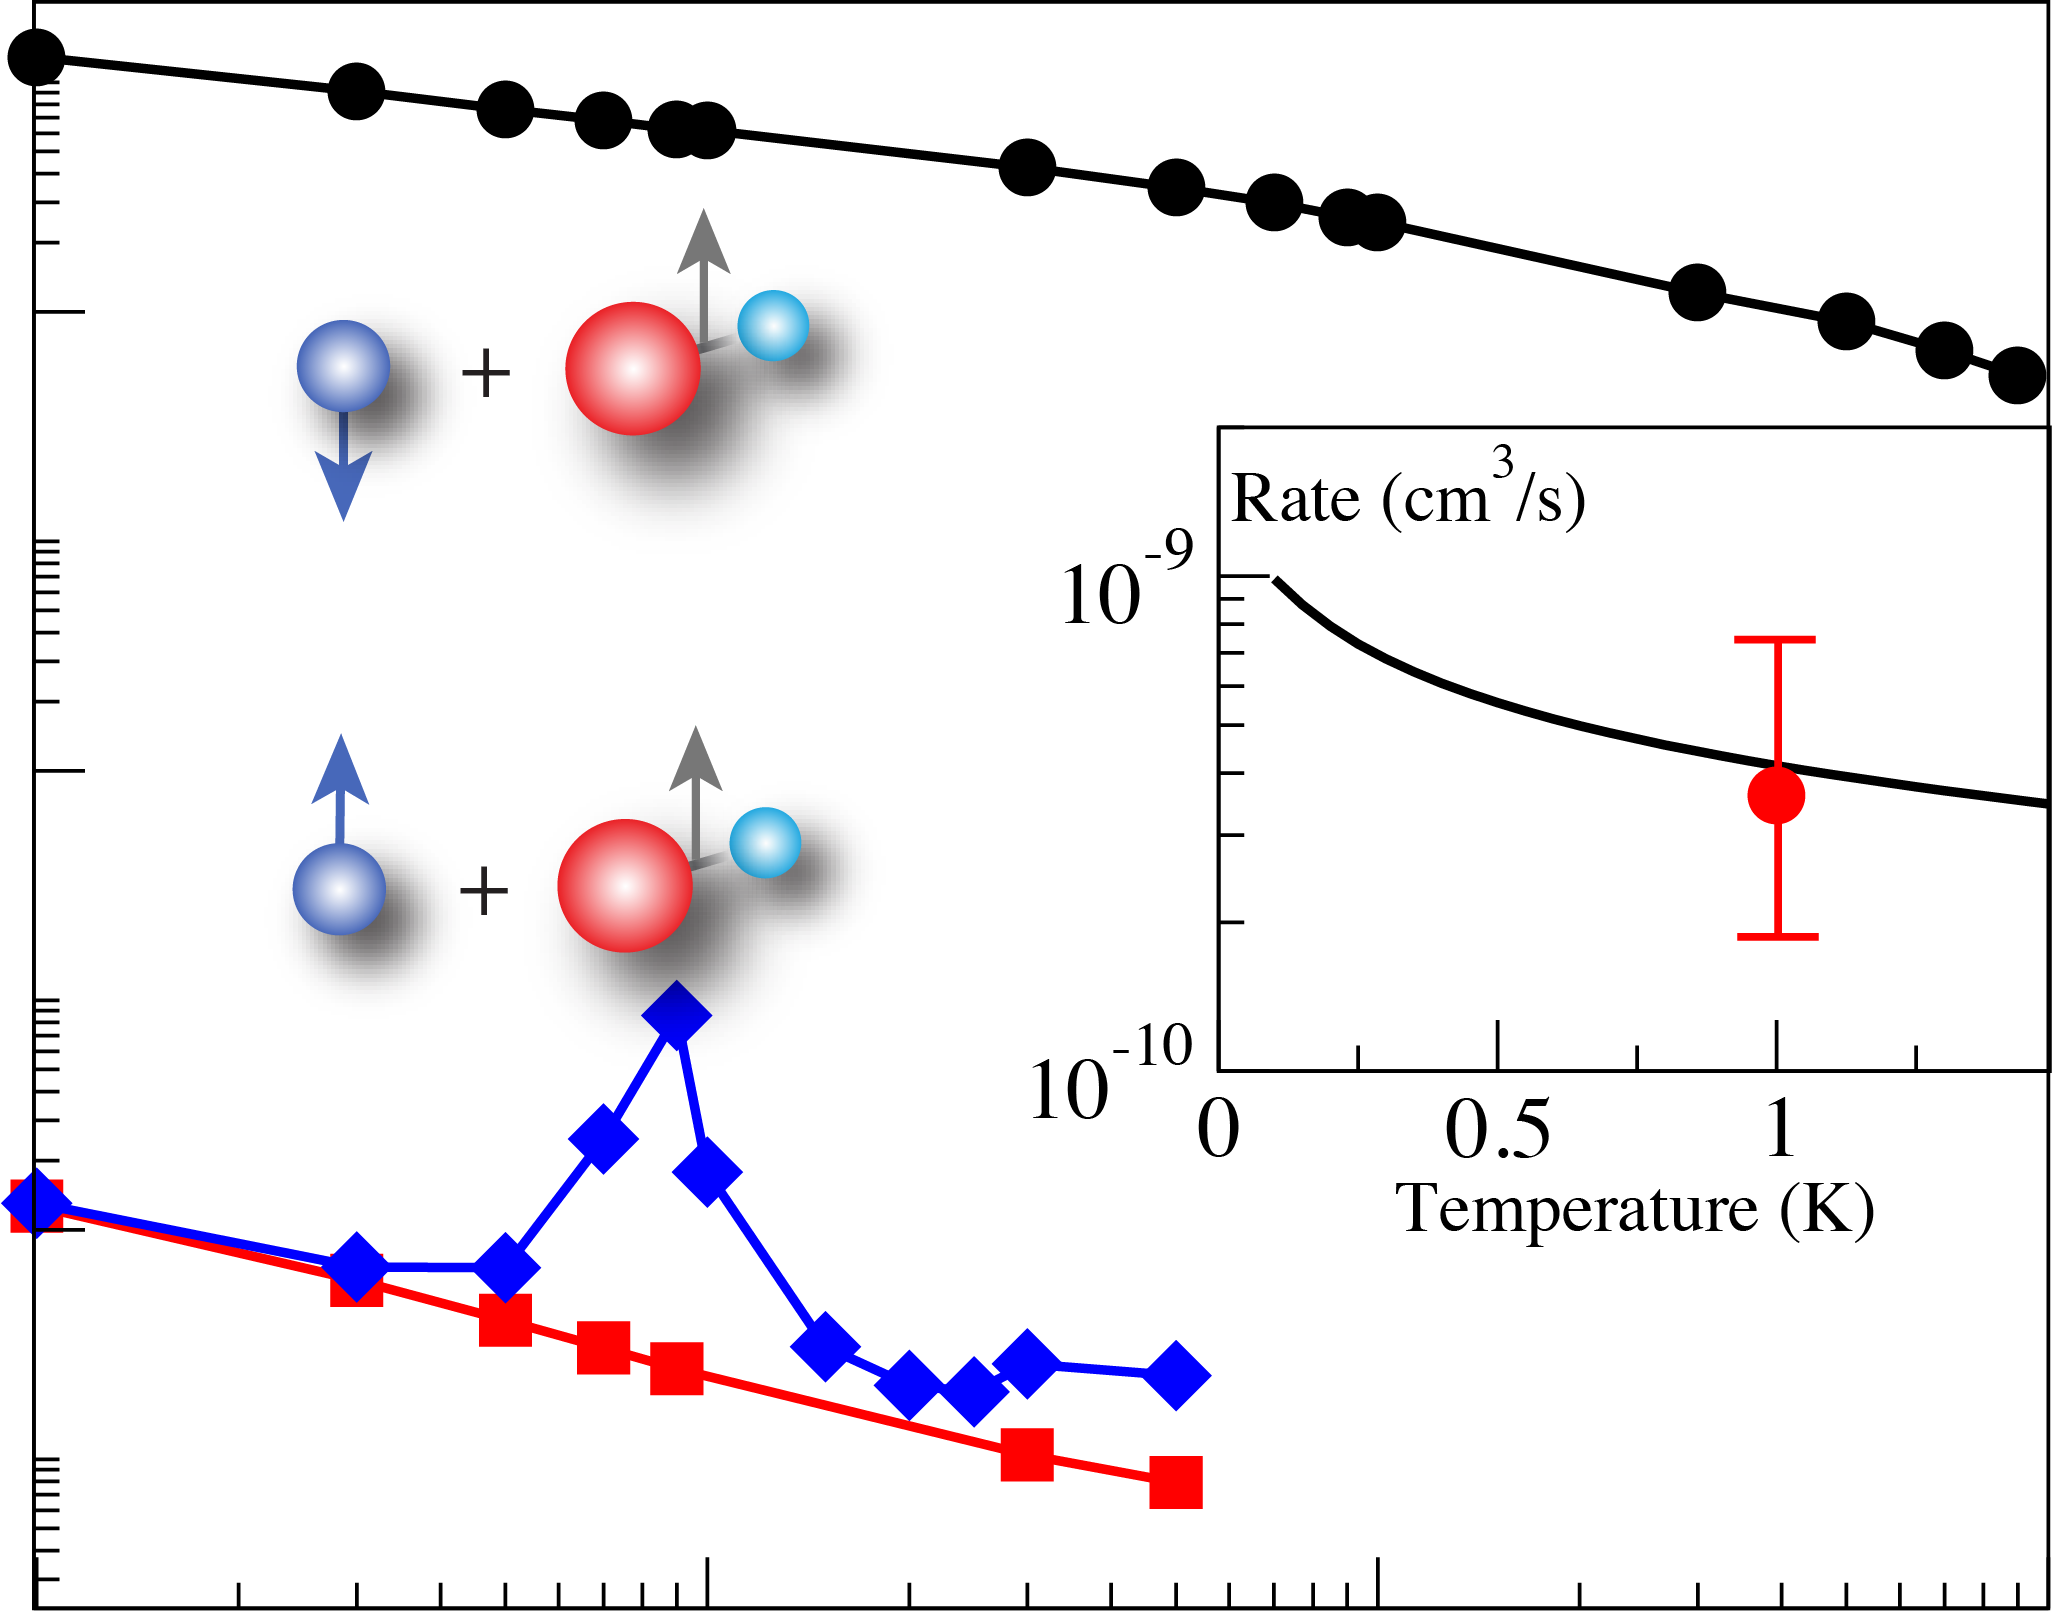 +
Rate (cm³/s)
10⁻⁹
+
10⁻¹⁰
0 0.5 1
Temperature (K)